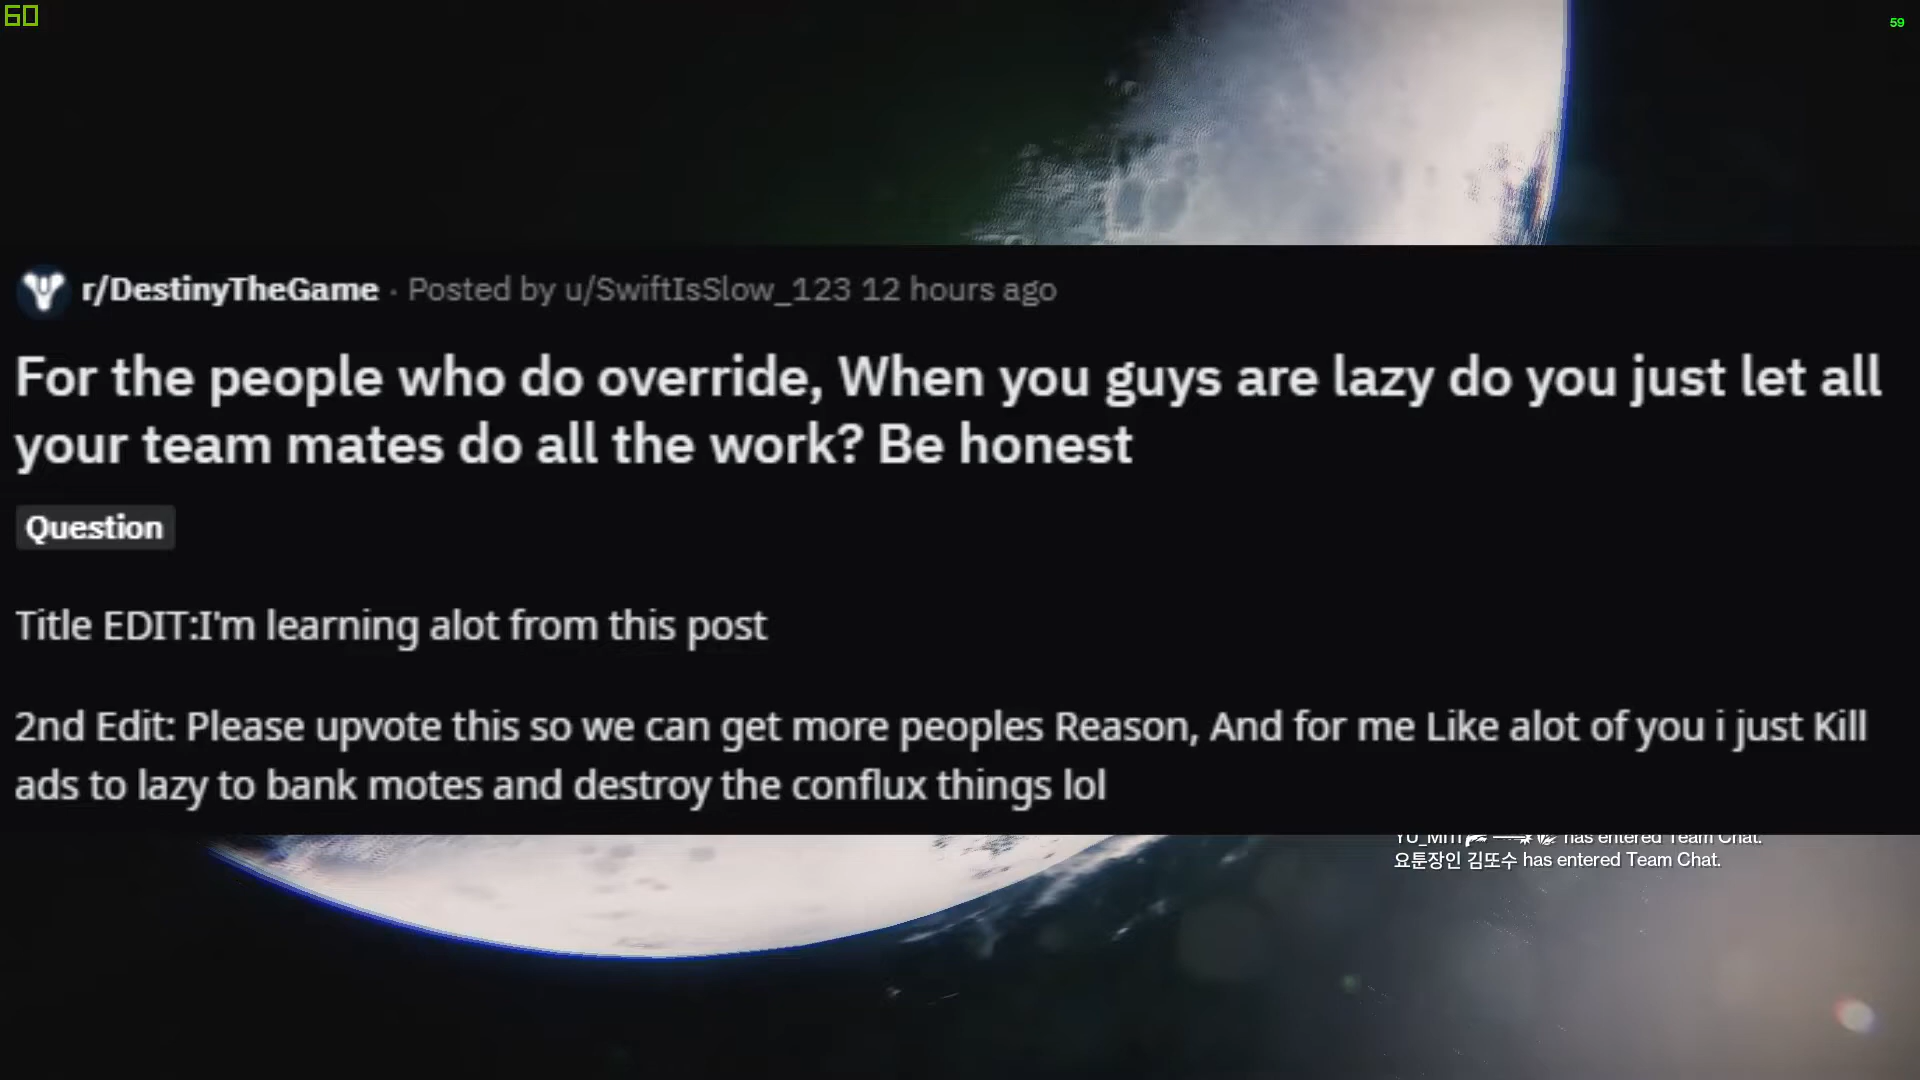 60
59
r/DestinyTheGame · Posted by u/SwiftIsSlow_123 12 hours ago
For the people who do override, When you guys are lazy do you just let all
your team mates do all the work? Be honest
Question
Title EDIT:I'm learning alot from this post
2nd Edit: Please upvote this so we can get more peoples Reason, And for me Like alot of you i just Kill
ads to lazy to bank motes and destroy the conflux things lol
has entered Team Chat.
요툰장인 김또수 has entered Team Chat.